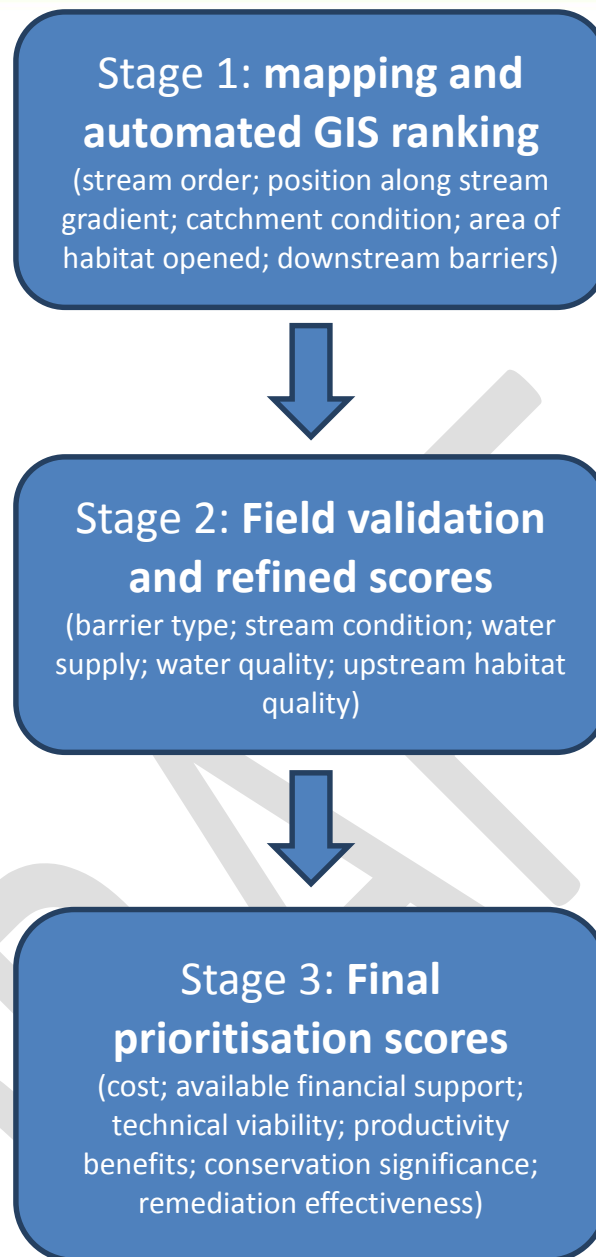 Stage 1: mapping and
automated GIS ranking
(stream order; position along stream
gradient; catchment condition; area of
habitat opened; downstream barriers)
Stage 2: Field validation
and refined scores
(barrier type; stream condition; water
supply; water quality; upstream habitat
quality)
Stage 3: Final
prioritisation scores
(cost; available financial support;
technical viability; productivity
benefits; conservation significance;
remediation effectiveness)